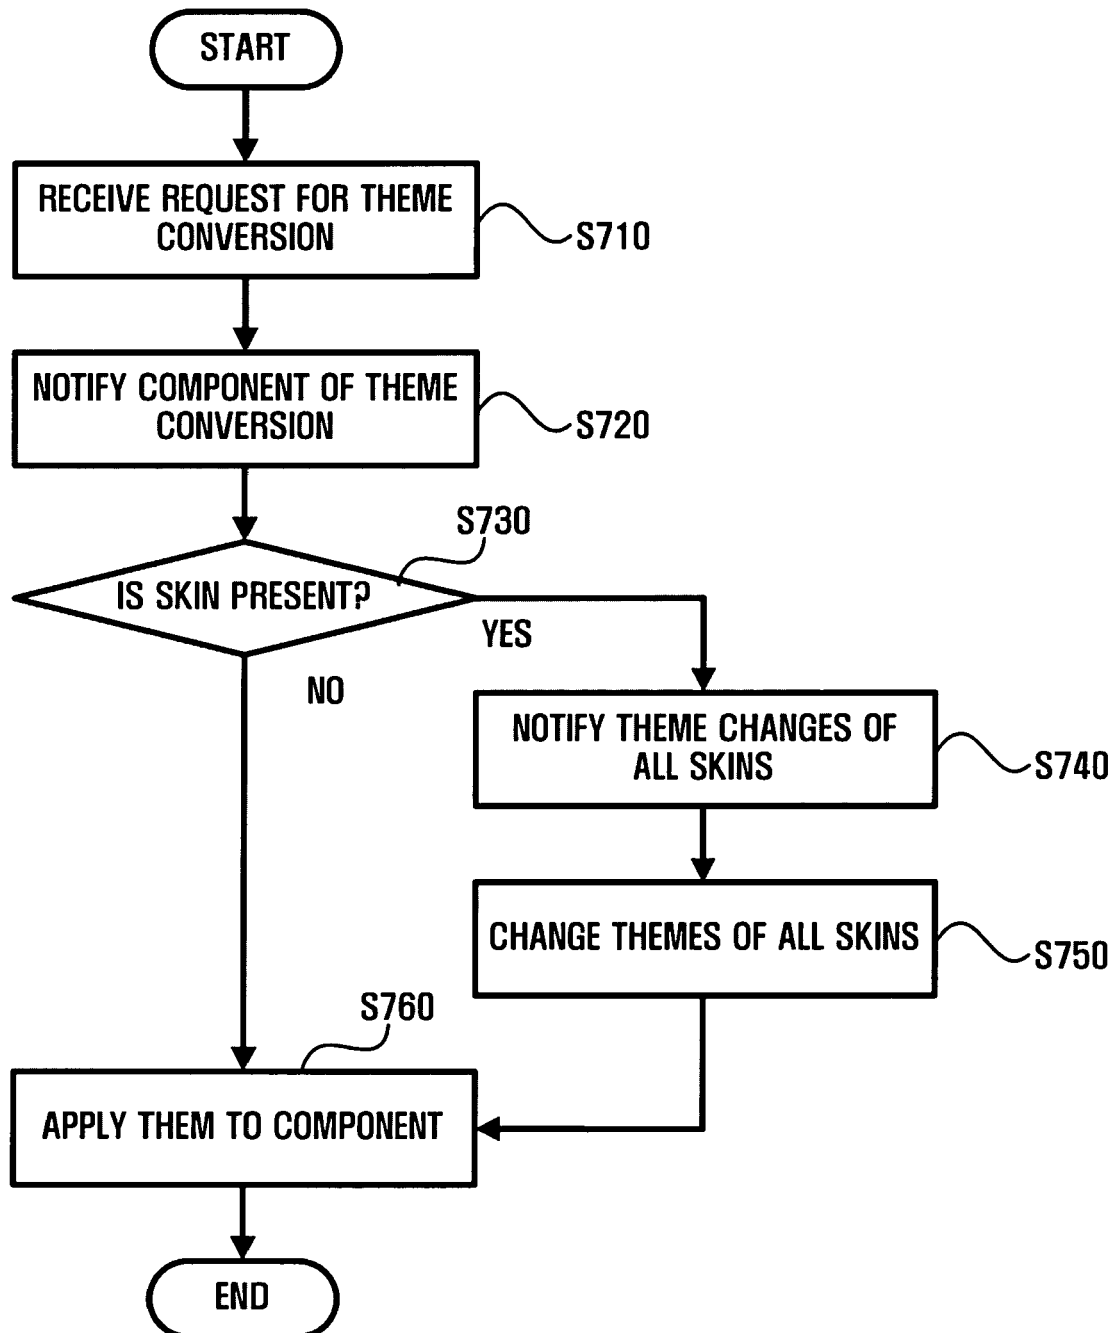 START
RECEIVE REQUEST FOR THEME
CONVERSION
S710
NOTIFY COMPONENT OF THEME
CONVERSION
S720
S730
IS SKIN PRESENT?
YES
NO
NOTIFY THEME CHANGES OF
ALL SKINS
S740
CHANGE THEMES OF ALL SKINS
S750
S760
APPLY THEM TO COMPONENT
END